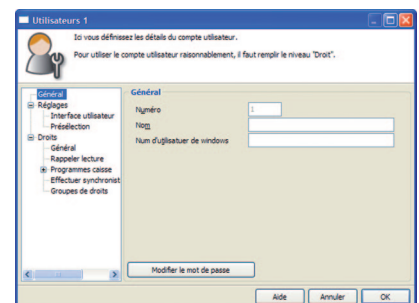 Utilisateurs 1
Ici vous définissez les détails du compte utilisateur.
Pour utiliser le compte utilisateur raisonnablement, il faut remplir le niveau "Droit".
Général
Réglages
Interface utilisateur
Présélection
Droits
Général
Rappeler lecture
Programmes caisse
Effectuer synchronist
Groupes de droits
Général
Numéro
1
Nom
Num d'utilisatuer de windows
Modifier le mot de passe
Aide
Annuler
OK